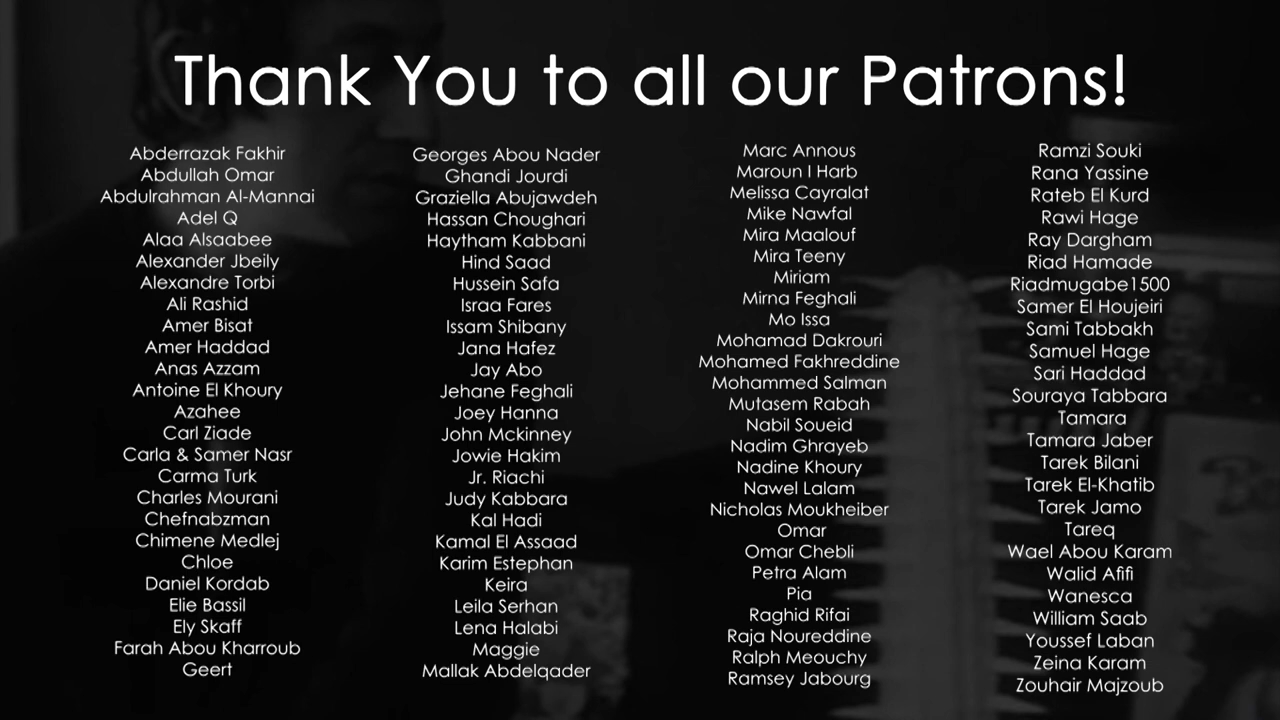 Thank You to all our Patrons!
Abderrazak Fakhir
Abdullah Omar
Abdulrahman Al-Mannai
Adel Q
Alaa Alsaabee
Alexander Jbeily
Alexandre Torbi
Ali Rashid
Amer Bisat
Amer Haddad
Anas Azzam
Antoine El Khoury
Azahee
Carl Ziade
Carla & Samer Nasr
Carma Turk
Charles Mourani
Chefnabzman
Chimene Medlej
Chloe
Daniel Kordab
Elie Bassil
Ely Skaff
Farah Abou Kharroub
Geert
Georges Abou Nader
Ghandi Jourdi
Graziella Abujawdeh
Hassan Choughari
Haytham Kabbani
Hind Saad
Hussein Safa
Israa Fares
Issam Shibany
Jana Hafez
Jay Abo
Jehane Feghali
Joey Hanna
John Mckinney
Jowie Hakim
Jr. Riachi
Judy Kabbara
Kal Hadi
Kamal El Assaad
Karim Estephan
Keira
Leila Serhan
Lena Halabi
Maggie
Mallak Abdelqader
Marc Annous
Maroun I Harb
Melissa Cayralat
Mike Nawfal
Mira Maalouf
Mira Teeny
Miriam
Mirna Feghali
Mo Issa
Mohamad Dakrouri
Mohamed Fakhreddine
Mohammed Salman
Mutasem Rabah
Nabil Soueid
Nadim Ghrayeb
Nadine Khoury
Nawel Lalam
Nicholas Moukheiber
Omar
Omar Chebli
Petra Alam
Pia
Raghid Rifai
Raja Noureddine
Ralph Meouchy
Ramsey Jabourg
Ramzi Souki
Rana Yassine
Rateb El Kurd
Rawi Hage
Ray Dargham
Riad Hamade
Riadmugabe1500
Samer El Houjeiri
Sami Tabbakh
Samuel Hage
Sari Haddad
Souraya Tabbara
Tamara
Tamara Jaber
Tarek Bilani
Tarek El-Khatib
Tarek Jamo
Tareq
Wael Abou Karam
Walid Afifi
Wanesca
William Saab
Youssef Laban
Zeina Karam
Zouhair Majzoub